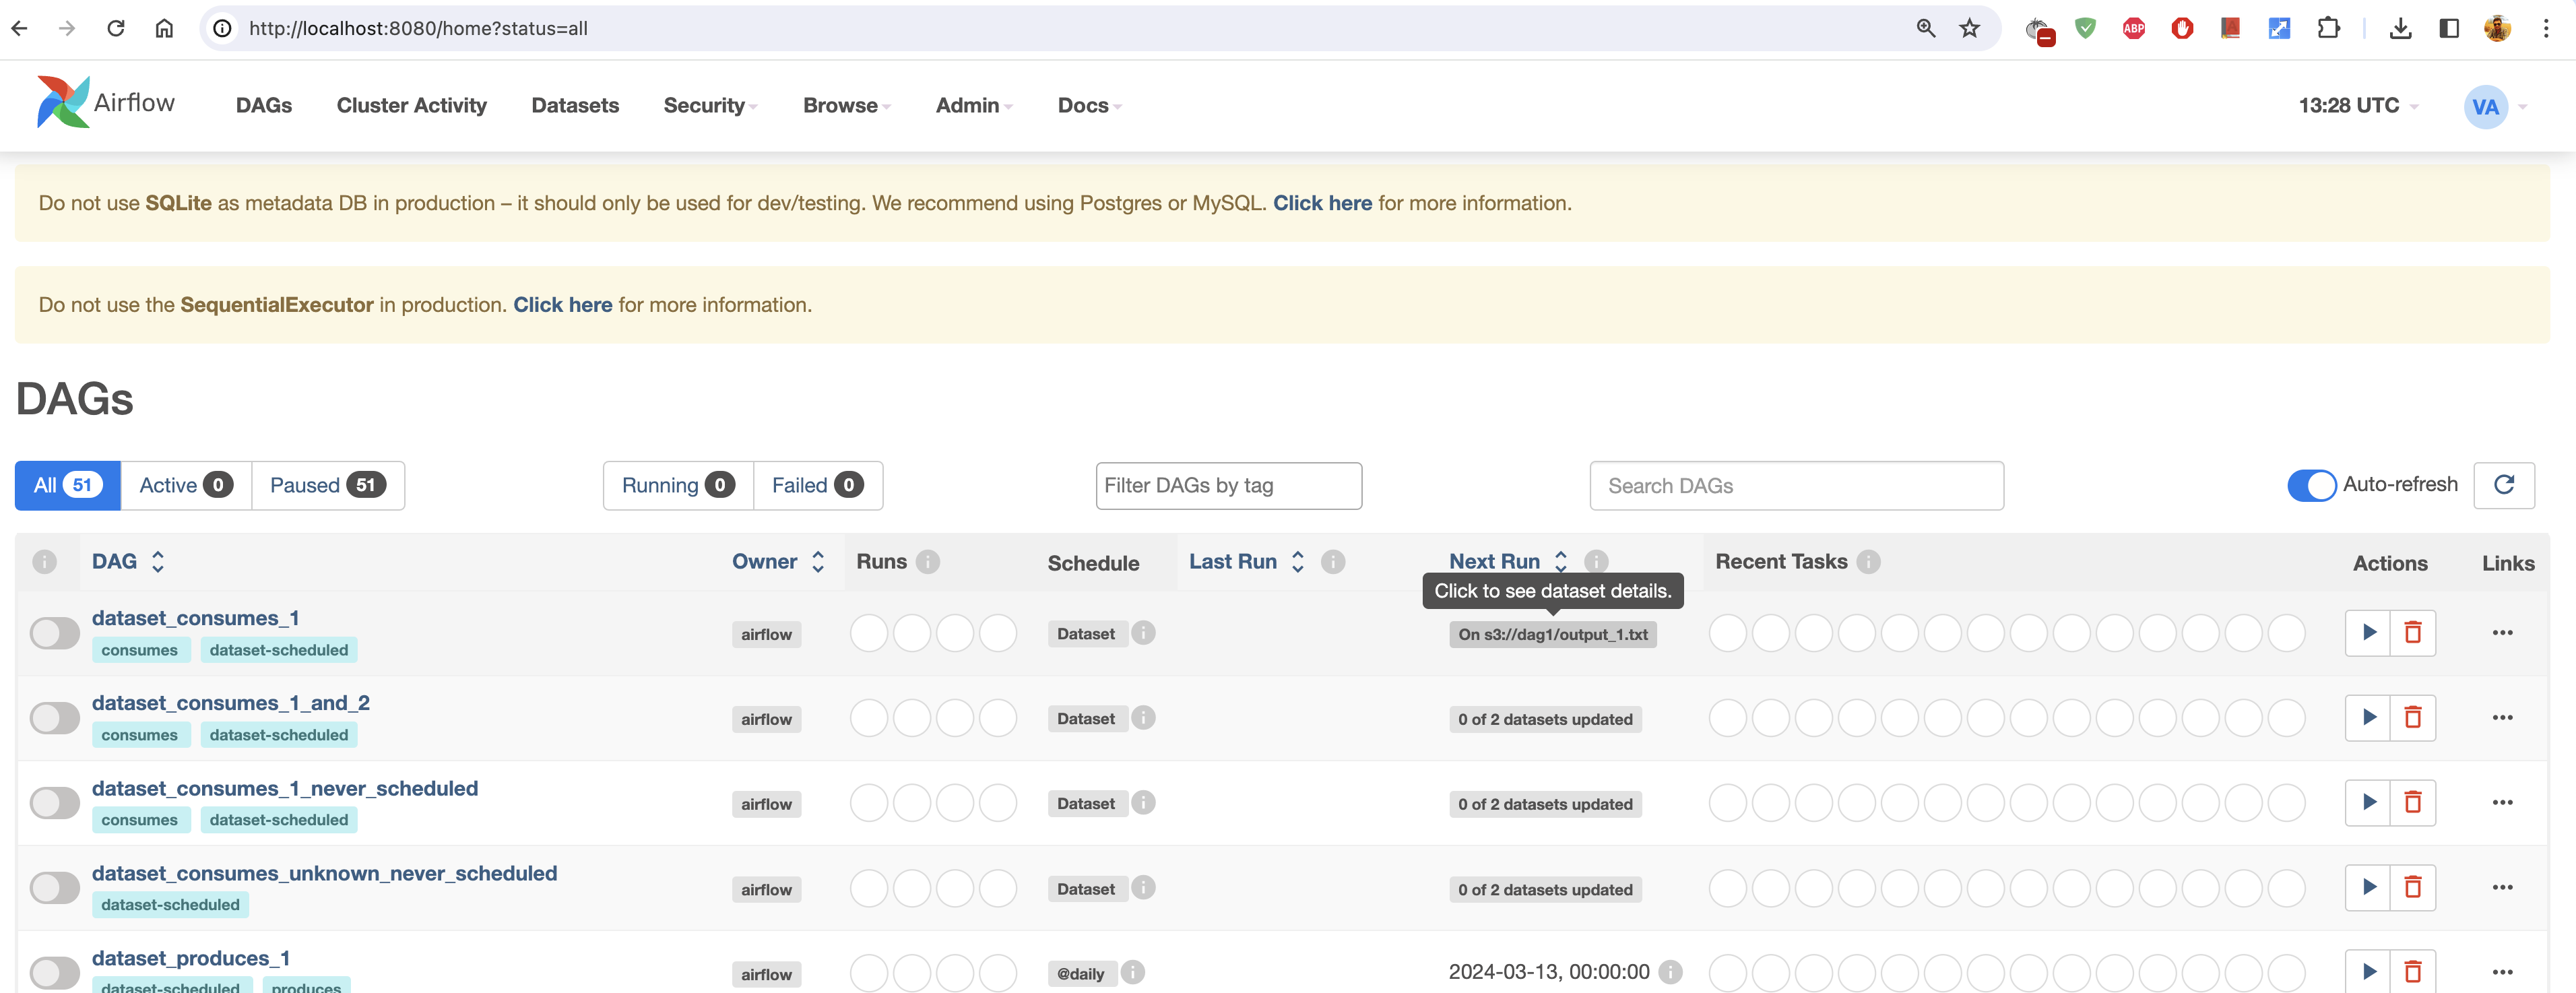 http://localhost:8080/home?status=all
ABP
Airflow
DAGs
Cluster Activity
Datasets
Security
Browse
Admin
Docs
13:28 UTC
VA
Do not use SQLite as metadata DB in production – it should only be used for dev/testing. We recommend using Postgres or MySQL. Click here for more information.
Do not use the SequentialExecutor in production. Click here for more information.
DAGs
All 51
Active 0
Paused 51
Running 0
Failed 0
Filter DAGs by tag
Search DAGs
Auto-refresh
DAG
Owner
Runs
Schedule
Last Run
Next Run
Recent Tasks
Actions
Links
Click to see dataset details.
dataset_consumes_1
consumes dataset-scheduled
airflow
Dataset
On s3://dag1/output_1.txt
dataset_consumes_1_and_2
consumes dataset-scheduled
airflow
Dataset
0 of 2 datasets updated
dataset_consumes_1_never_scheduled
consumes dataset-scheduled
airflow
Dataset
0 of 2 datasets updated
dataset_consumes_unknown_never_scheduled
dataset-scheduled
airflow
Dataset
0 of 2 datasets updated
dataset_produces_1
dataset-scheduled produces
airflow
@daily
2024-03-13, 00:00:00